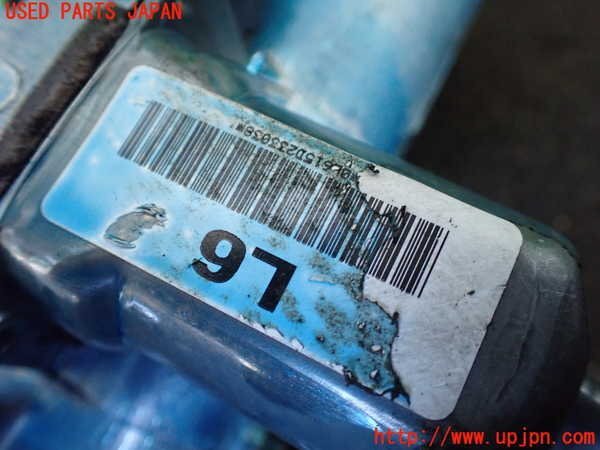 USED PARTS JAPAN
L6
http://www.upjpn.com/